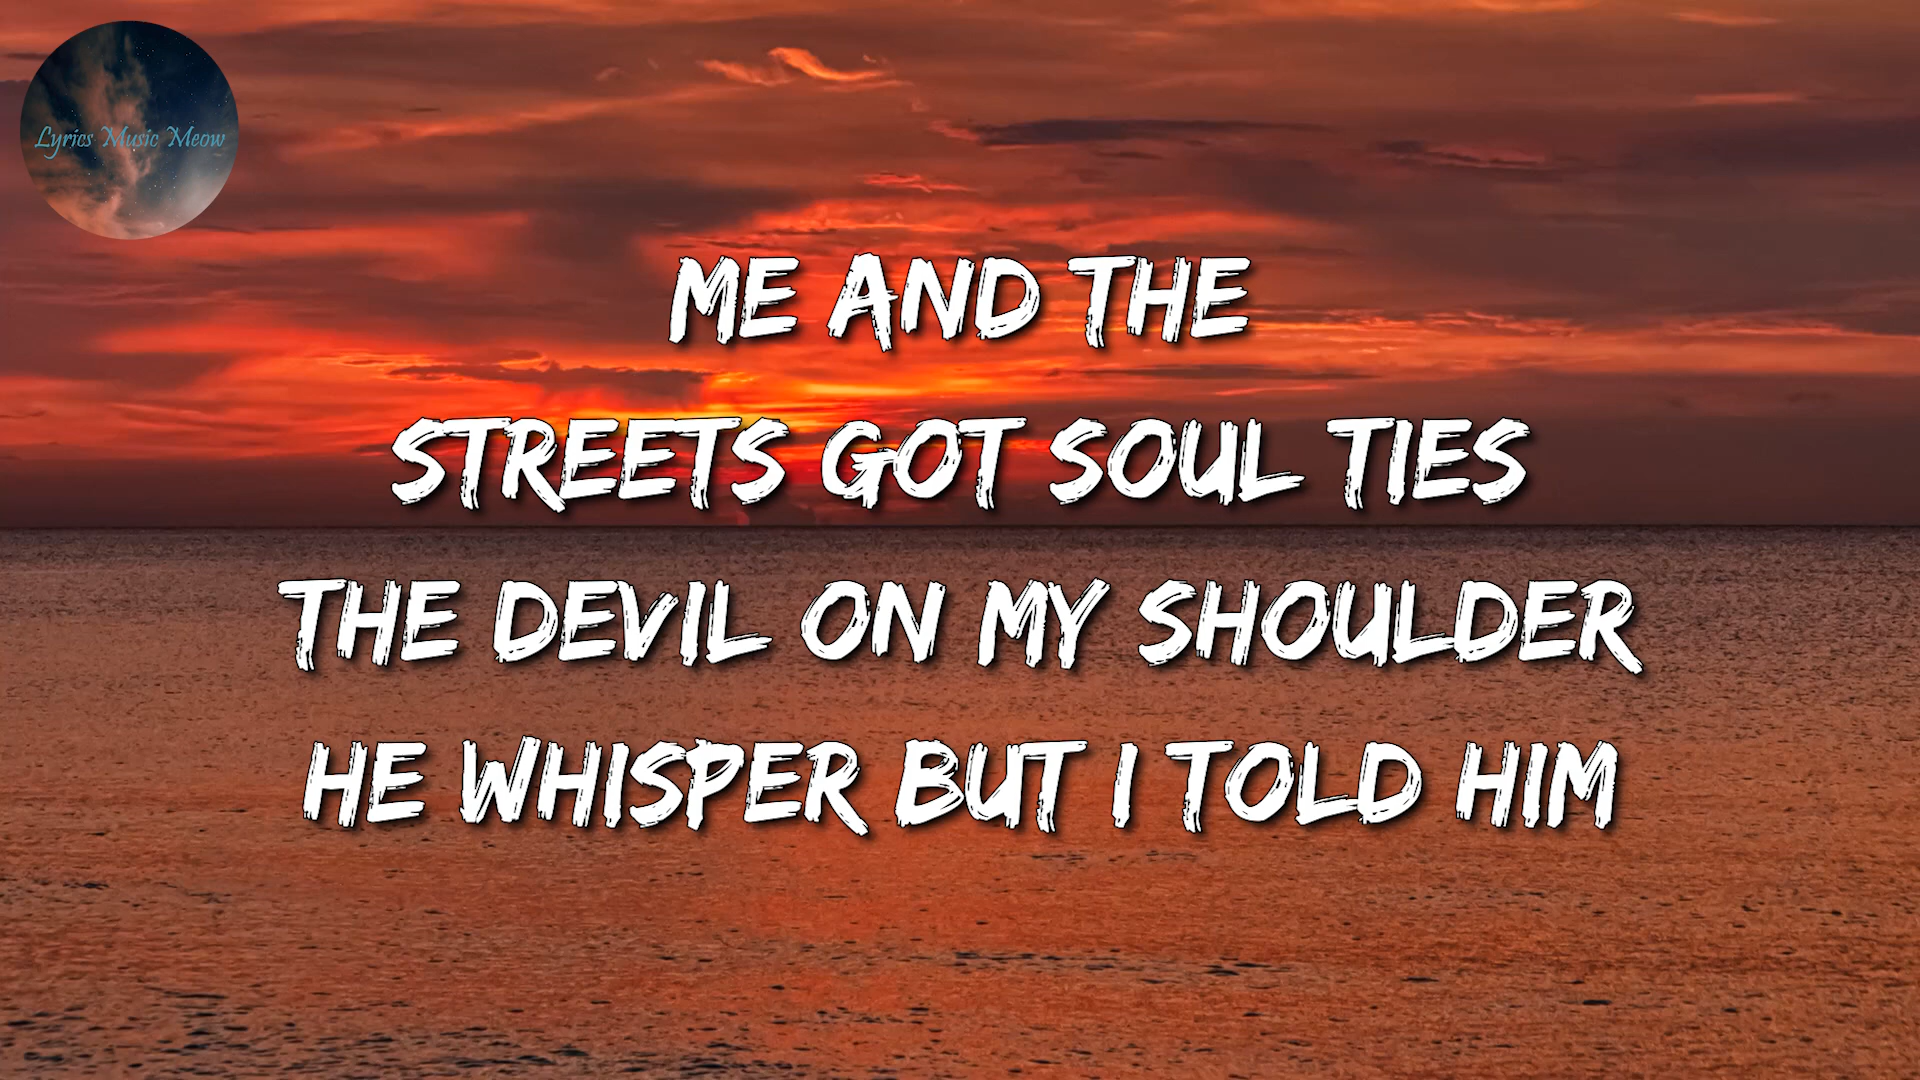 Lyrics Music Meow
ME AND THE
STREETS GOT SOUL TIES
THE DEVIL ON MY SHOULDER
HE WHISPER BUT I TOLD HIM